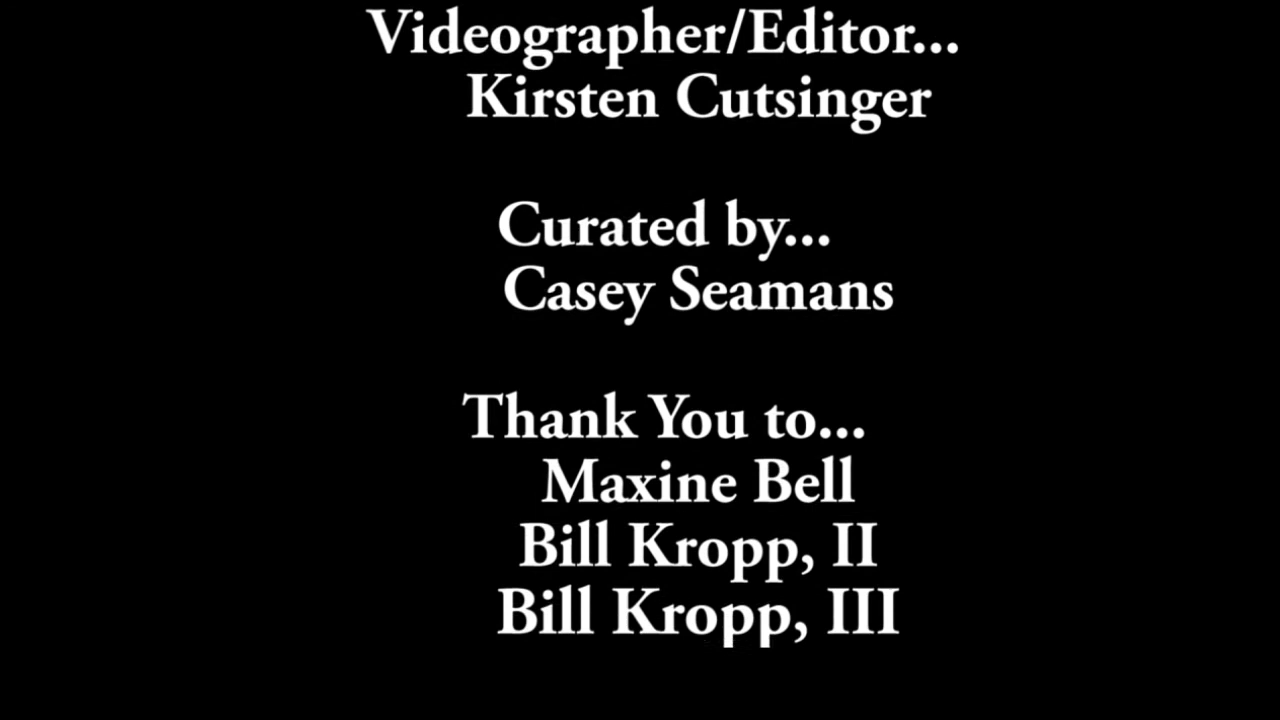 Videographer/Editor...
Kirsten Cutsinger
Curated by...
Casey Seamans
Thank You to...
Maxine Bell
Bill Kropp, II
Bill Kropp, III